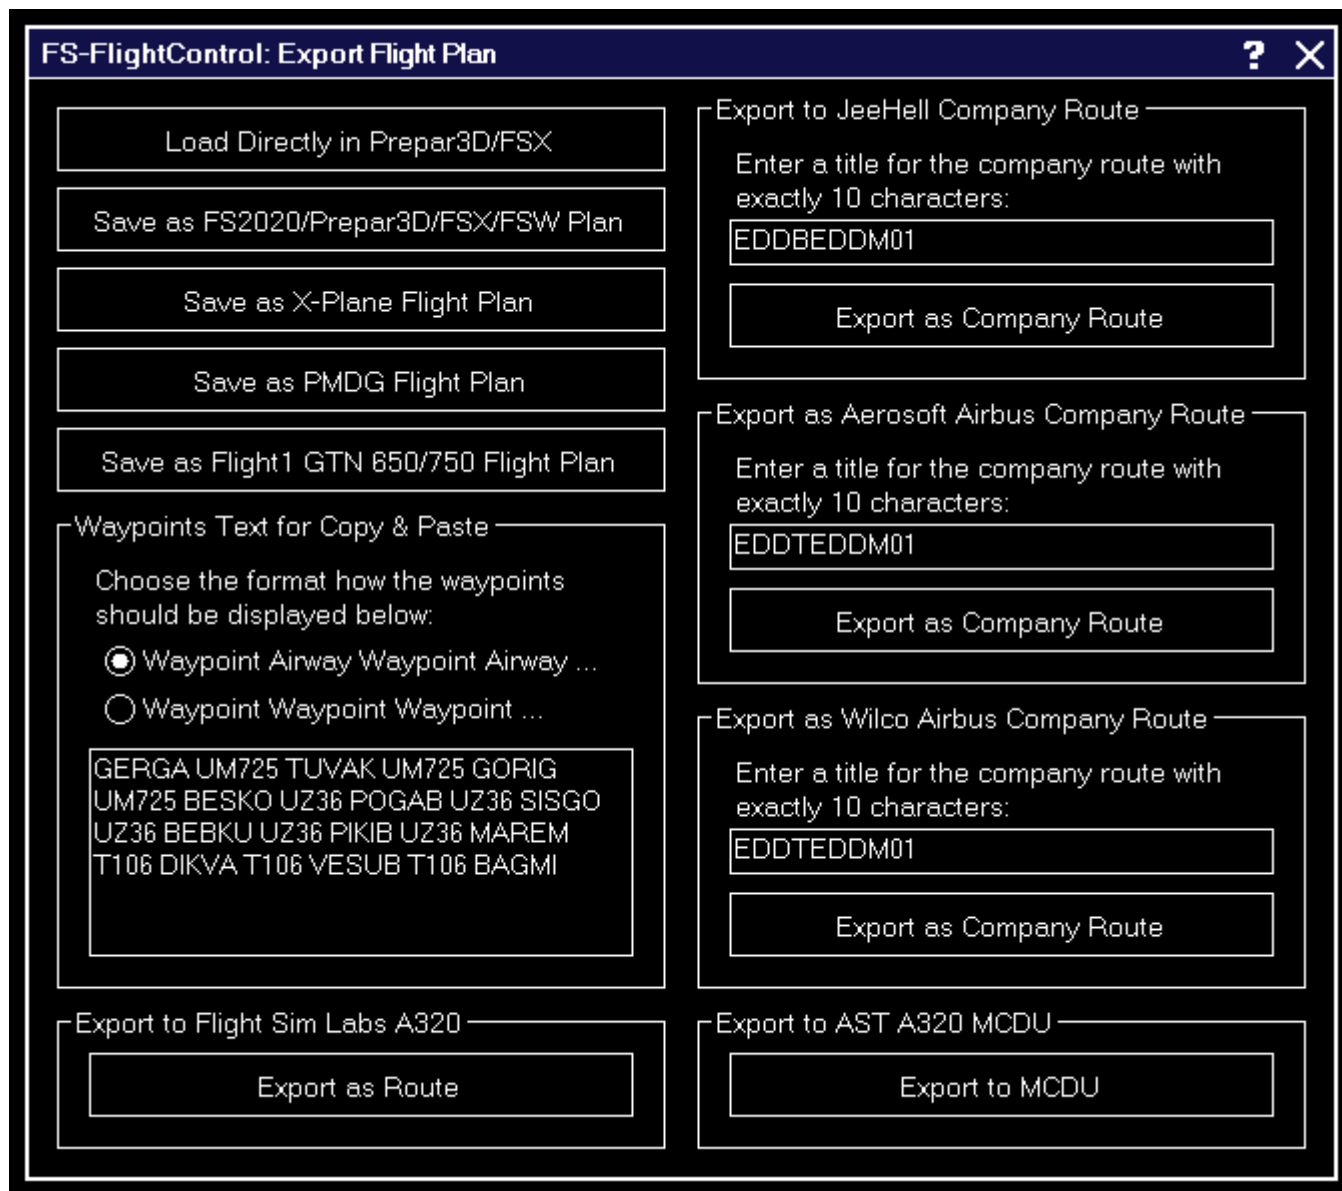 FS-FlightControl: Export Flight Plan
? X
Load Directly in Prepar3D/FSX
Save as FS2020/Prepar3D/FSX/FSW Plan
Save as X-Plane Flight Plan
Save as PMDG Flight Plan
Save as Flight1 GTN 650/750 Flight Plan
Waypoints Text for Copy & Paste
Choose the format how the waypoints
should be displayed below:
Waypoint Airway Waypoint Airway ...
Waypoint Waypoint Waypoint ...
GERGA UM725 TUVAK UM725 GORIG
UM725 BESKO UZ36 POGAB UZ36 SISGO
UZ36 BEBKU UZ36 PIKIB UZ36 MAREM
T106 DIKVA T106 VESUB T106 BAGMI
Export to Flight Sim Labs A320
Export as Route
Export to JeeHell Company Route
Enter a title for the company route with
exactly 10 characters:
EDDBEDDM01
Export as Company Route
Export as Aerosoft Airbus Company Route
Enter a title for the company route with
exactly 10 characters:
EDDTEDDM01
Export as Company Route
Export as Wilco Airbus Company Route
Enter a title for the company route with
exactly 10 characters:
EDDTEDDM01
Export as Company Route
Export to AST A320 MCDU
Export to MCDU